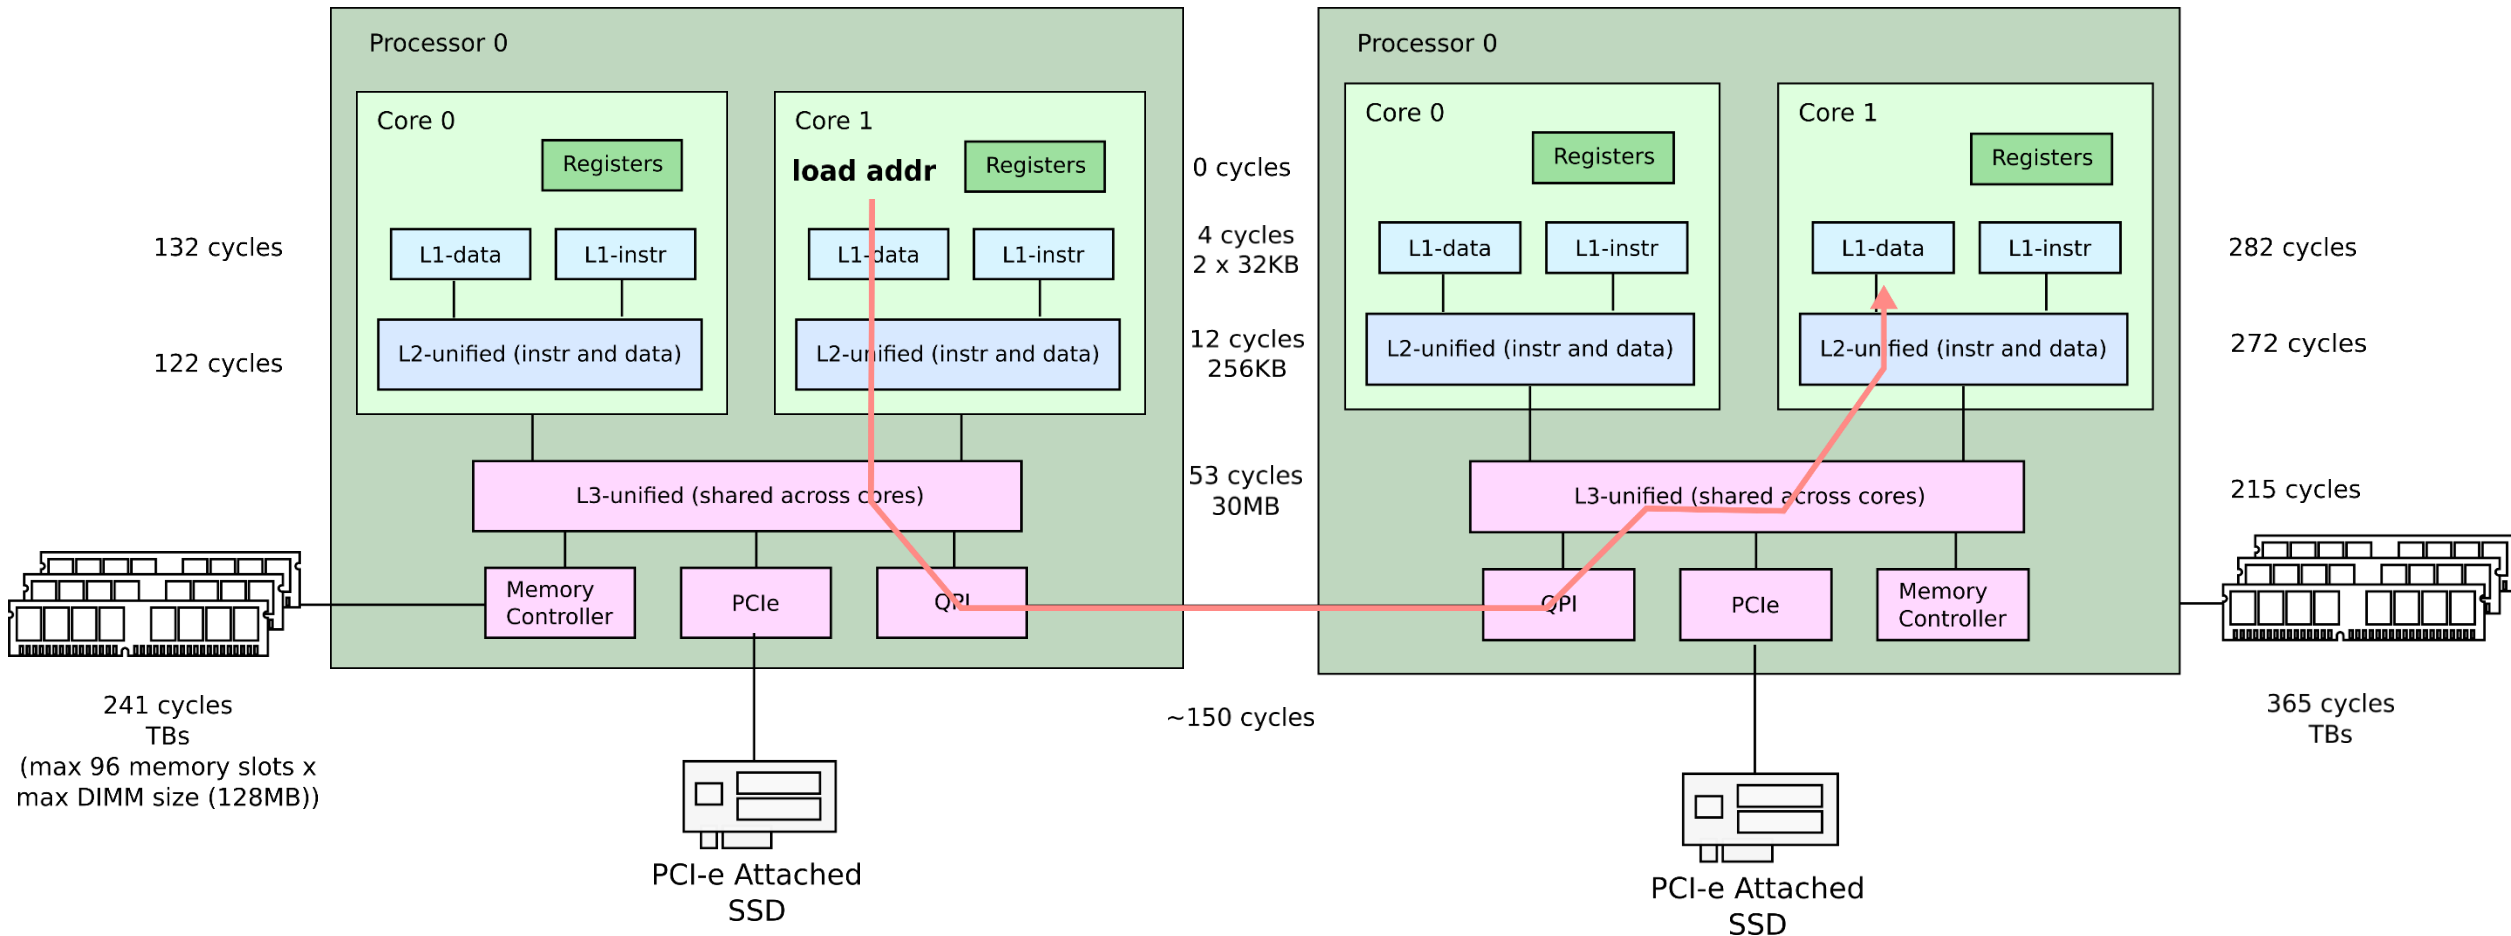 Processor 0
Core 0
Registers
L1-data
L1-instr
L2-unified (instr and data)
Core 1
load addr
Registers
L1-data
L1-instr
L2-unified (instr and data)
L3-unified (shared across cores)
Memory
Controller
PCIe
QPI
132 cycles
122 cycles
241 cycles
TBs
(max 96 memory slots x
max DIMM size (128MB))
PCI-e Attached
SSD
0 cycles
4 cycles
2 x 32KB
12 cycles
256KB
53 cycles
30MB
~150 cycles
Processor 0
Core 0
Registers
L1-data
L1-instr
L2-unified (instr and data)
Core 1
Registers
L1-data
L1-instr
L2-unified (instr and data)
L3-unified (shared across cores)
QPI
PCIe
Memory
Controller
PCI-e Attached
SSD
282 cycles
272 cycles
215 cycles
365 cycles
TBs